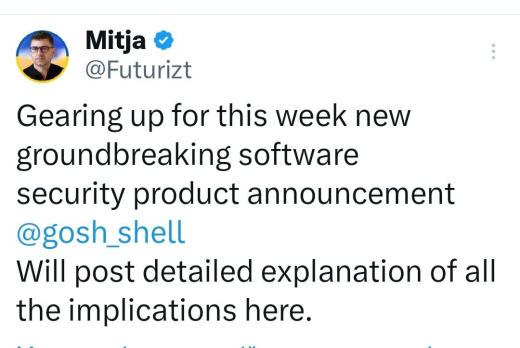 Mitja
@Futurizt
Gearing up for this week new
groundbreaking software
security product announcement
@gosh_shell
Will post detailed explanation of all
the implications here.